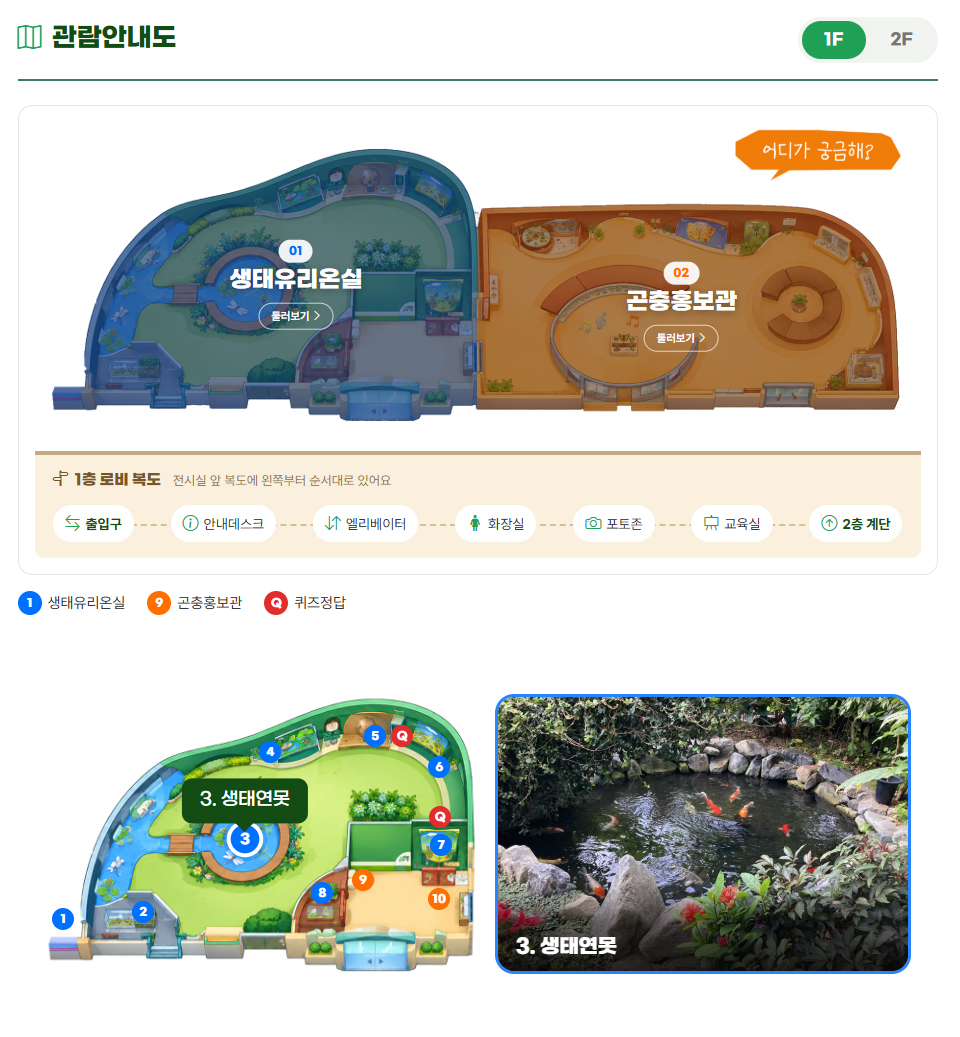 관람안내도
1F 2F
어디가 궁금해?
01
생태유리온실
둘러보기
02
곤충홍보관
둘러보기
1층 로비 복도 전시실 앞 복도에 왼쪽부터 순서대로 있어요
출입구 안내데스크 엘리베이터 화장실 포토존 교육실 2층 계단
1 생태유리온실 9 곤충홍보관 Q 퀴즈정답
5 Q
4
6
3. 생태연못
Q
3
7
9
8
10
2
1
3. 생태연못